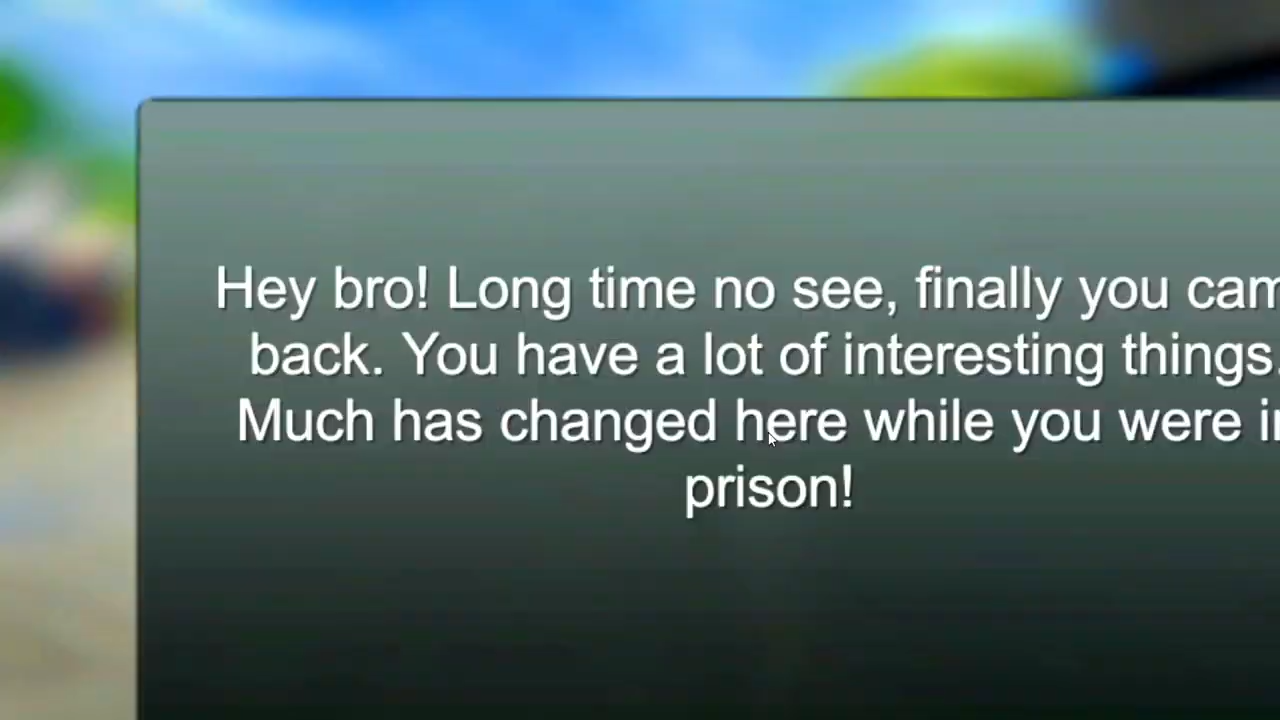 Hey bro! Long time no see, finally you cam
back. You have a lot of interesting things.
Much has changed here while you were i
prison!